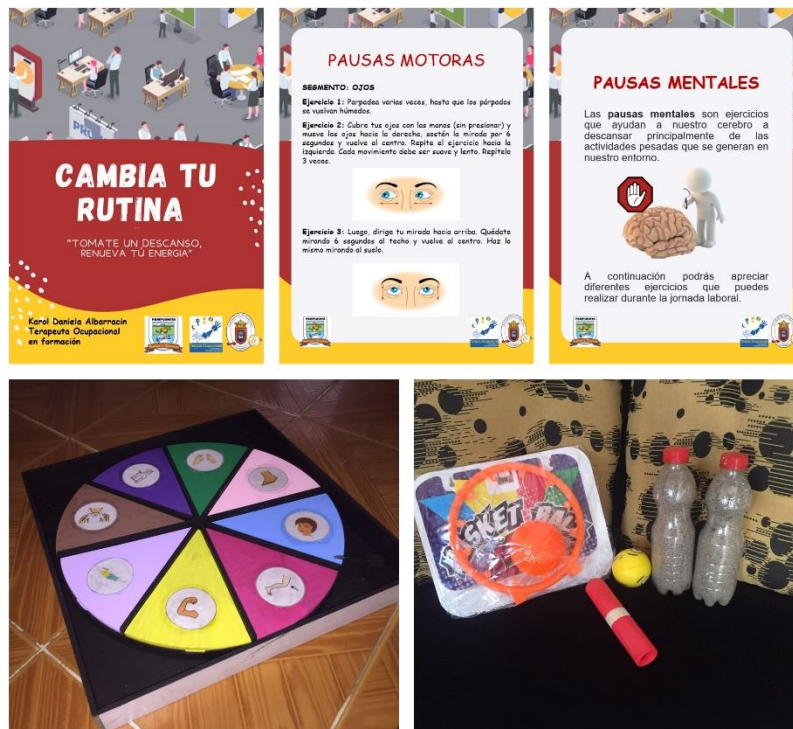 CAMBIA TU
RUTINA
"TOMATE UN DESCANSO,
RENUEVA TÚ ENERGIA"
Karol Daniela Albarracin
Terapeuta Ocupacional
en formación
PAUSAS MOTORAS
SEGMENTO: OJOS
Ejercicio 1: Parpadea varias veces, hasta que los párpados
se vuelvan húmedos.
Ejercicio 2: Cubre tus ojos con las manos (sin presionar) y
mueve los ojos hacia la derecha, sostén la mirada por 6
segundos y vuelve al centro. Repite el ejercicio hacia la
izquierda. Cada movimiento debe ser suave y lento. Repítelo
3 veces.
Ejercicio 3: Luego, dirige tu mirada hacia arriba. Quédate
mirando 6 segundos al techo y vuelve al centro. Haz lo
mismo mirando al suelo.
PAUSAS MENTALES
Las pausas mentales son ejercicios
que ayudan a nuestro cerebro a
descansar principalmente de las
actividades pesadas que se generan en
nuestro entorno.
A continuación podrás apreciar
diferentes ejercicios que puedes
realizar durante la jornada laboral.